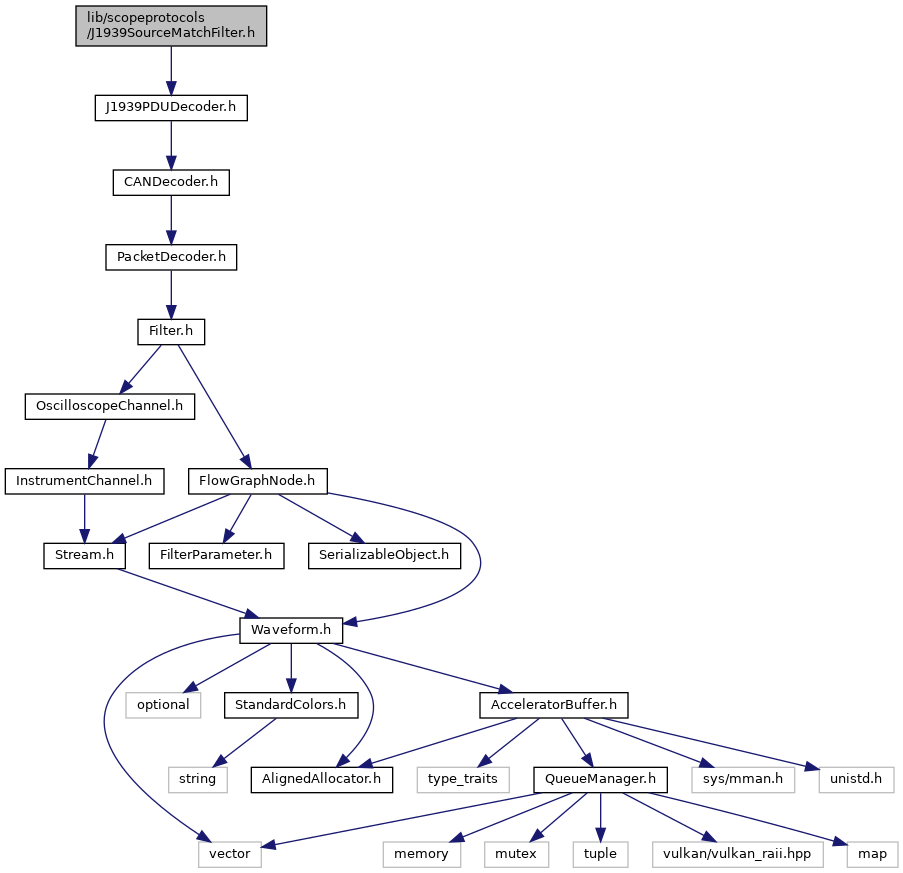 lib/scopeprotocols
/J1939SourceMatchFilter.h
J1939PDUDecoder.h
CANDecoder.h
PacketDecoder.h
Filter.h
OscilloscopeChannel.h
InstrumentChannel.h
FlowGraphNode.h
Stream.h
FilterParameter.h
SerializableObject.h
Waveform.h
optional
StandardColors.h
AcceleratorBuffer.h
string
AlignedAllocator.h
type_traits
QueueManager.h
sys/mman.h
unistd.h
vector
memory
mutex
tuple
vulkan/vulkan_raii.hpp
map